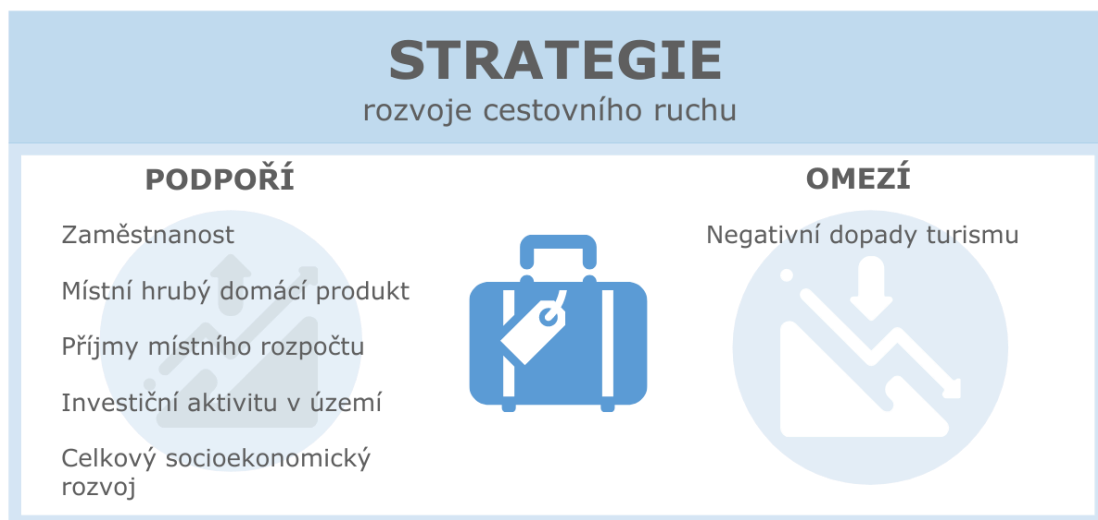 STRATEGIE
rozvoje cestovního ruchu
PODPOŘÍ
Zaměstnanost
Místní hrubý domácí produkt
Příjmy místního rozpočtu
Investiční aktivitu v území
Celkový socioekonomický
rozvoj
OMEZÍ
Negativní dopady turismu